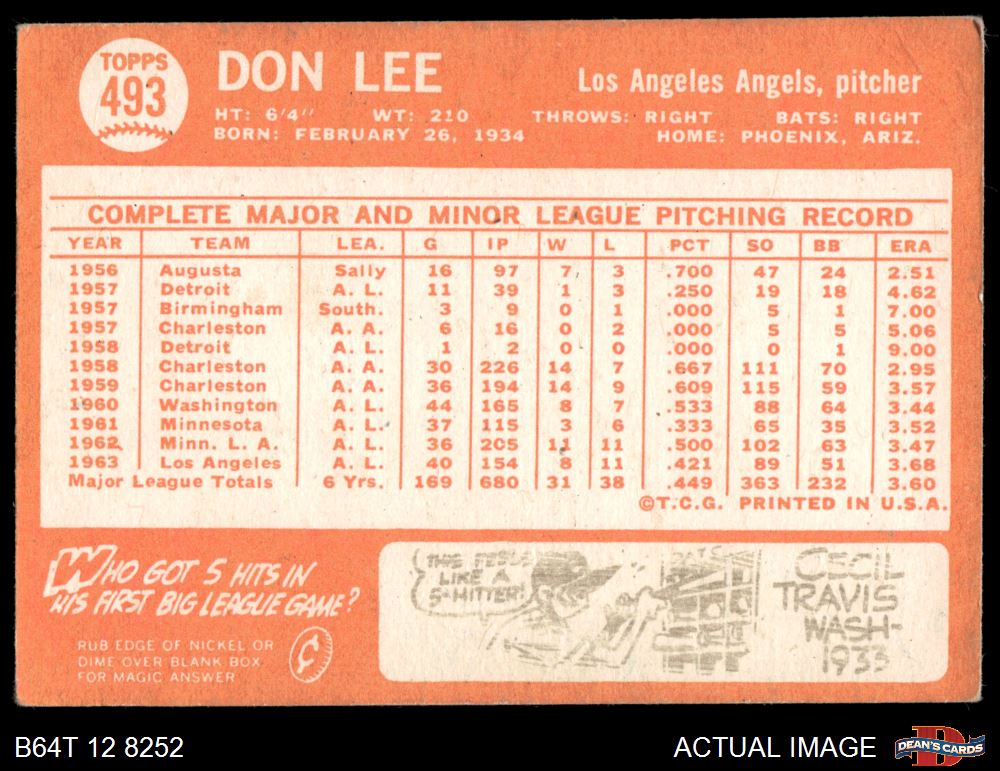 TOPPS
493
DON LEE
Los Angeles Angels, pitcher
HT: 6'4" WT: 210 THROWS: RIGHT BATS: RIGHT
BORN: FEBRUARY 26, 1934 HOME: PHOENIX, ARIZ.
COMPLETE MAJOR AND MINOR LEAGUE PITCHING RECORD
YEAR TEAM LEA. G IP W L PCT SO BB ERA
1956 Augusta Sally 16 97 7 3 .700 47 24 2.51
1957 Detroit A. L. 11 39 1 3 .250 19 18 4.62
1957 Birmingham South. 3 9 0 1 .000 5 1 7.00
1957 Charleston A. A. 6 16 0 2 .000 5 5 5.06
1958 Detroit A. L. 1 2 0 0 .000 0 1 9.00
1958 Charleston A. A. 30 226 14 7 .667 111 70 2.95
1959 Charleston A. A. 36 194 14 9 .609 115 59 3.57
1960 Washington A. L. 44 165 8 7 .533 88 64 3.44
1961 Minnesota A. L. 37 115 3 6 .333 65 35 3.52
1962 Minn. L. A. A. L. 36 205 11 11 .500 102 63 3.47
1963 Los Angeles A. L. 40 154 8 11 .421 89 51 3.68
Major League Totals 6 Yrs. 169 680 31 38 .449 363 232 3.60
©T.C.G. PRINTED IN U.S.A.
WHO GOT 5 HITS IN
HIS FIRST BIG LEAGUE GAME?
RUB EDGE OF NICKEL OR
DIME OVER BLANK BOX
FOR MAGIC ANSWER
THIS FEELS
LIKE A
5-HITTER!
BATS
CECIL
TRAVIS
WASH-
1933
B64T 12 8252
ACTUAL IMAGE
DEAN'S CARDS